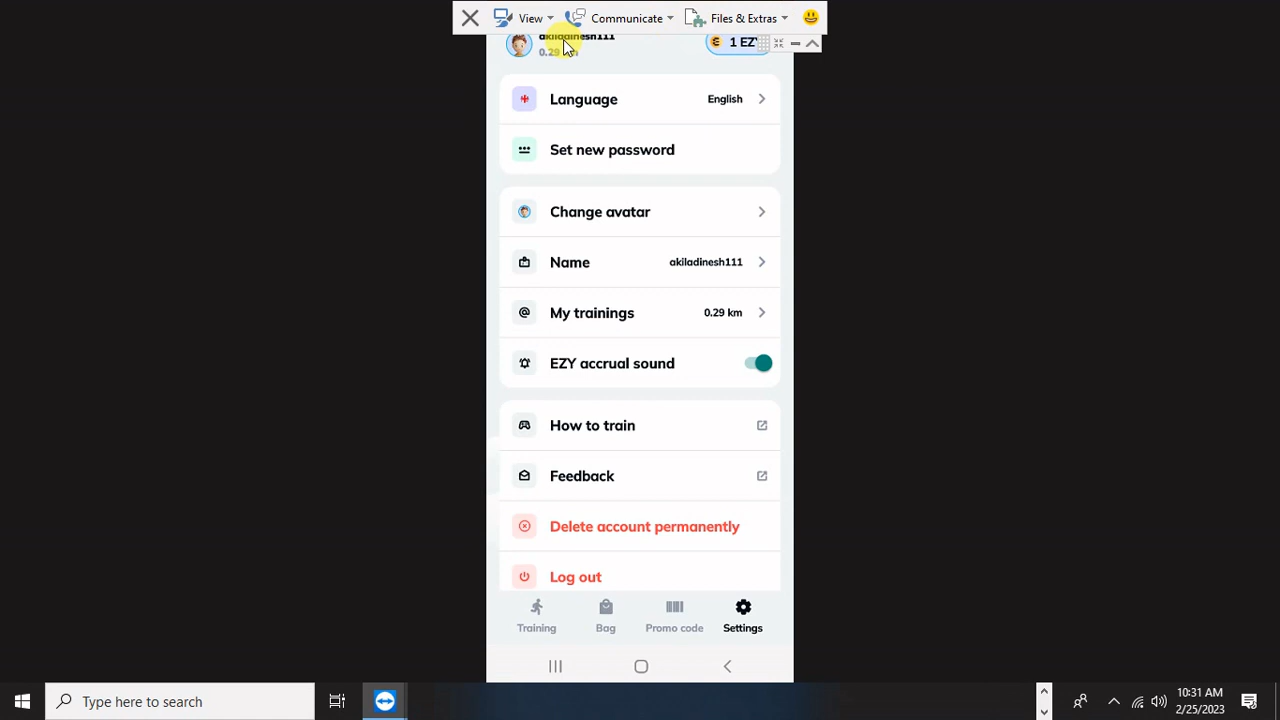 View Communicate Files & Extras
akiladinesh111
1 EZY
Language English
Set new password
Change avatar
Name akiladinesh111
My trainings 0.29 km
EZY accrual sound
How to train
Feedback
Delete account permanently
Log out
Training Bag Promo code Settings
Type here to search
10:31 AM
2/25/2023